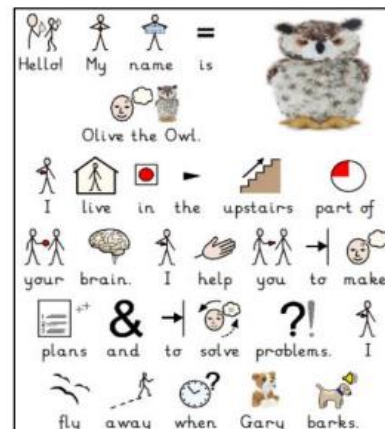 Hello! My name is
Olive the Owl.
I live in the upstairs part of
your brain. I help you to make
plans and to solve problems. I
fly away when Gary barks.